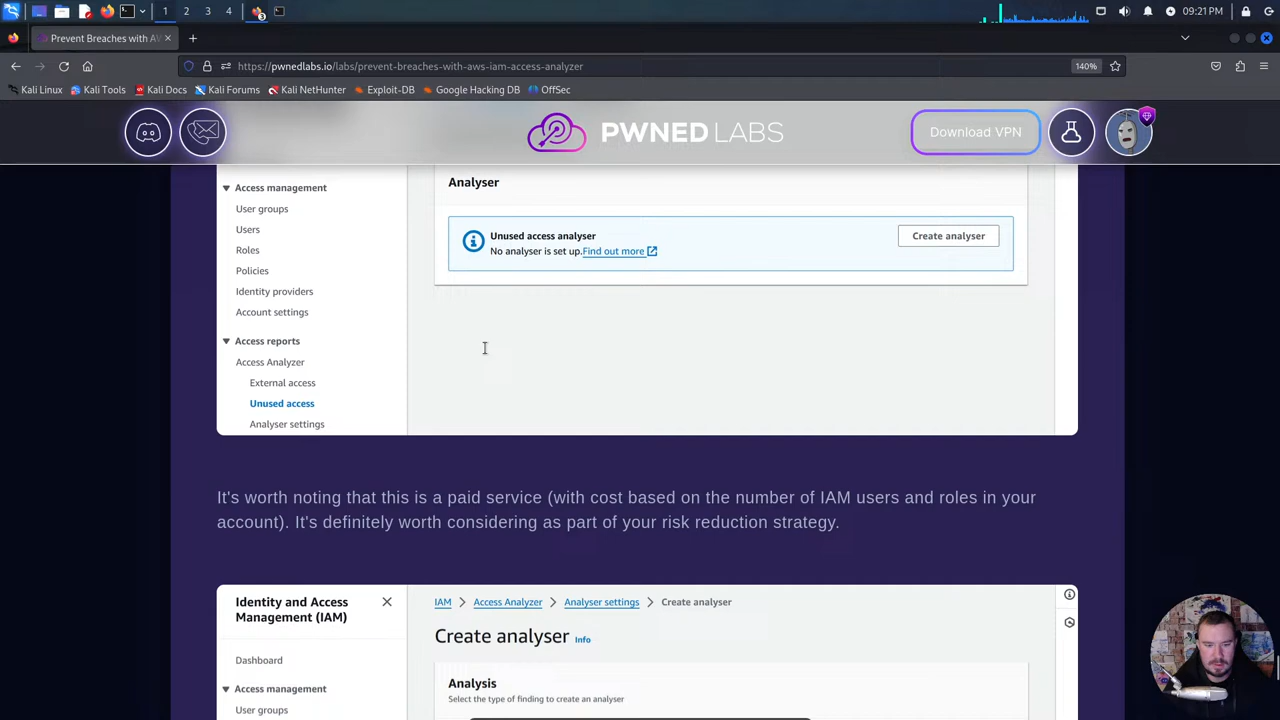 1
2
3
4
3
09:21 PM
Prevent Breaches with AW
https://pwnedlabs.io/labs/prevent-breaches-with-aws-iam-access-analyzer
140%
Kali Linux
Kali Tools
Kali Docs
Kali Forums
Kali NetHunter
Exploit-DB
Google Hacking DB
OffSec
PWNED LABS
Download VPN
Access management
User groups
Users
Roles
Policies
Identity providers
Account settings
Access reports
Access Analyzer
External access
Unused access
Analyser settings
Analyser
Unused access analyser
No analyser is set up. Find out more
Create analyser
It's worth noting that this is a paid service (with cost based on the number of IAM users and roles in your
account). It's definitely worth considering as part of your risk reduction strategy.
Identity and Access
Management (IAM)
Dashboard
Access management
User groups
IAM > Access Analyzer > Analyser settings > Create analyser
Create analyser Info
Analysis
Select the type of finding to create an analyser